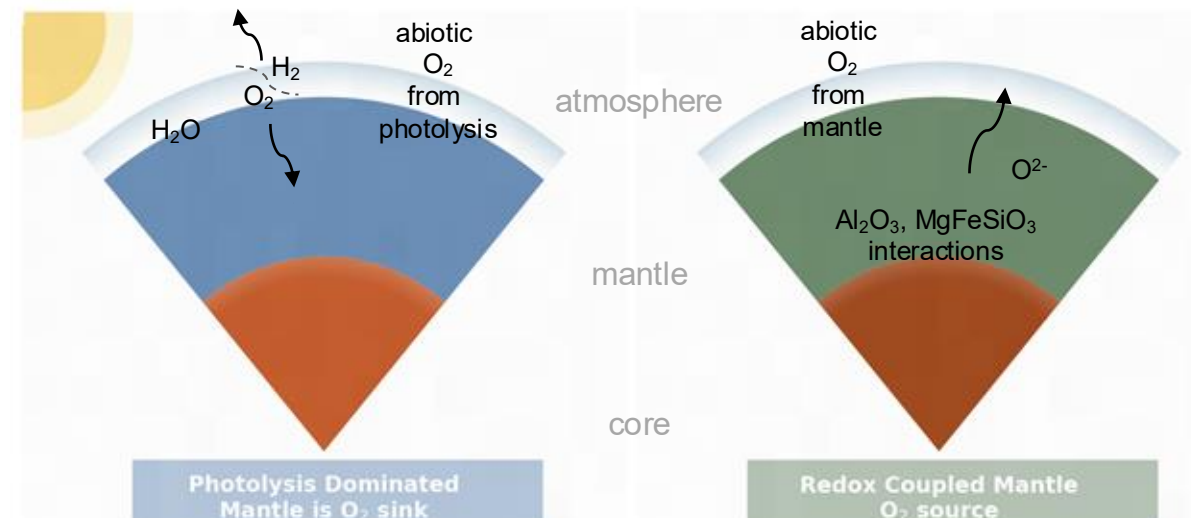 H₂
O₂
H₂O
abiotic
O₂
from
photolysis
atmosphere
mantle
core
abiotic
O₂
from
mantle
O²⁻
Al₂O₃, MgFeSiO₃
interactions
Photolysis Dominated
Mantle is O₂ sink
Redox Coupled Mantle
O₂ source